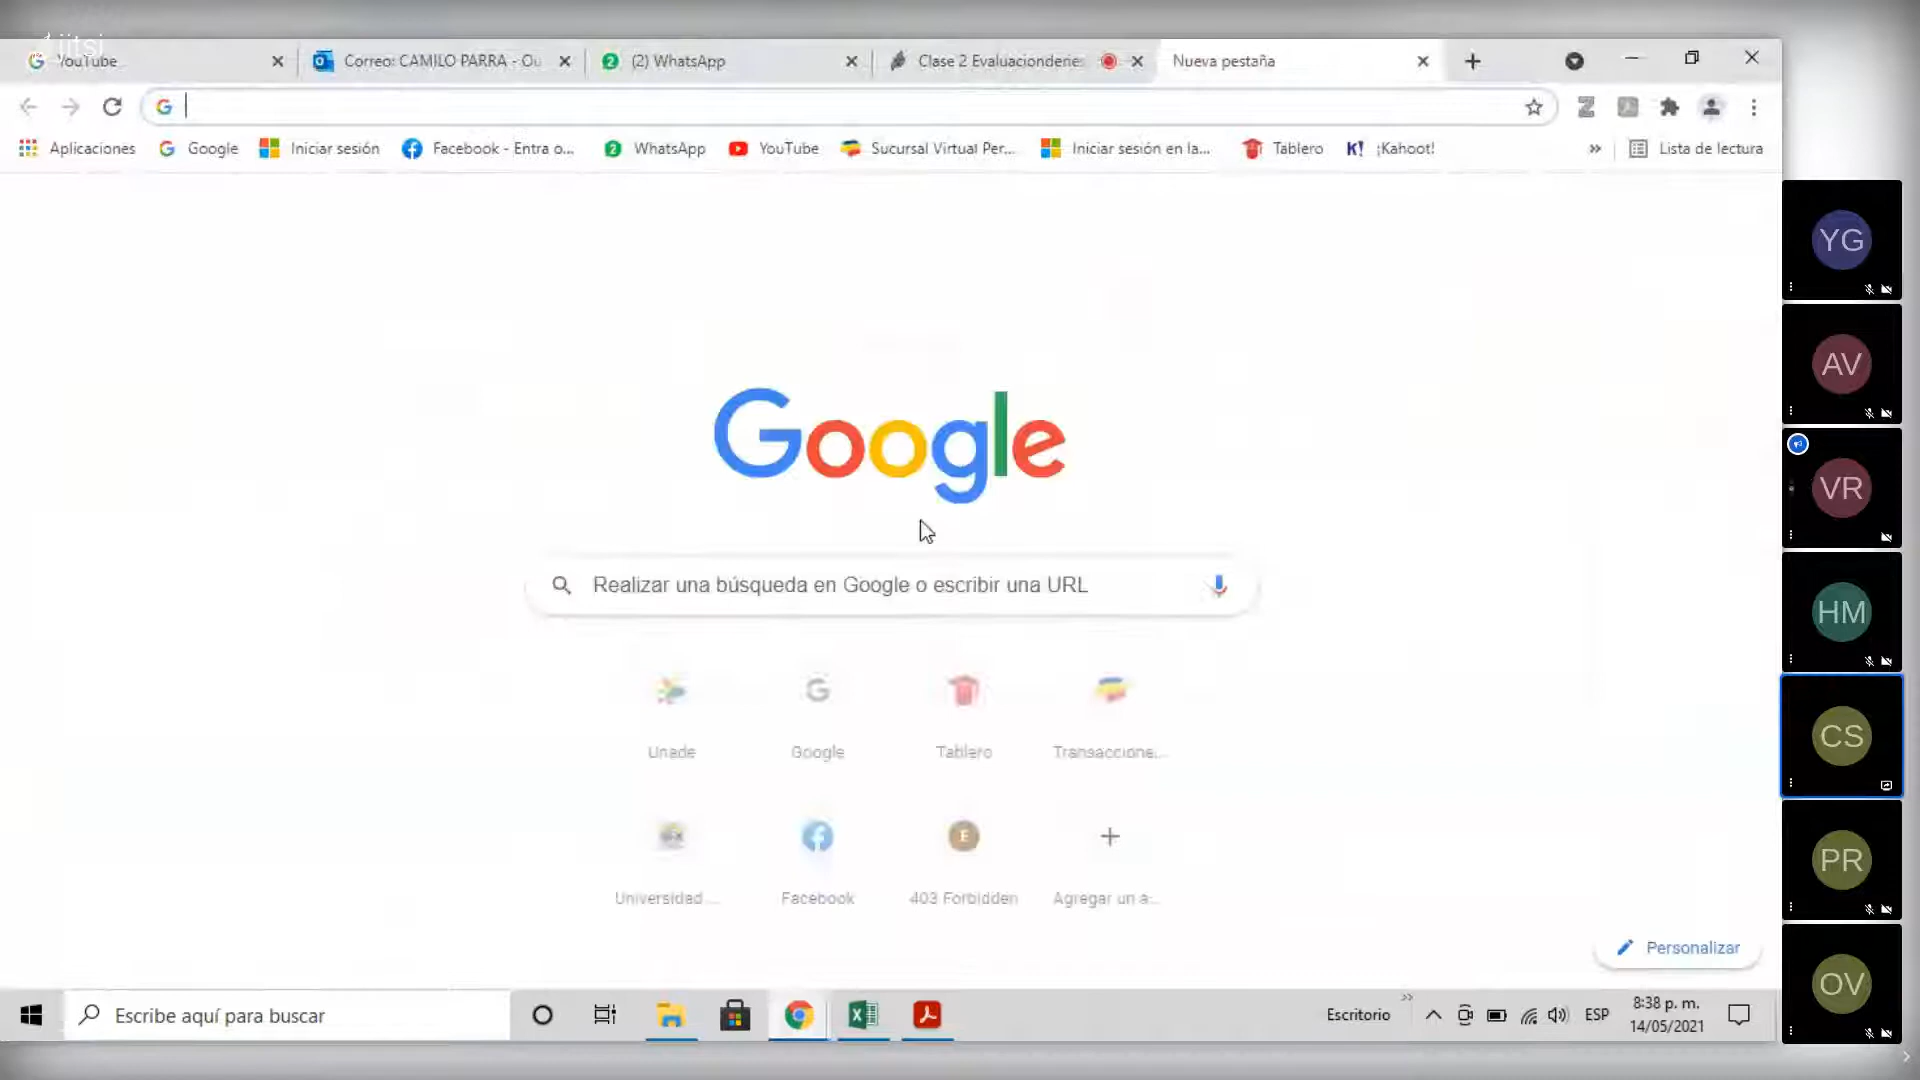 jitsi
YouTube
Correo: CAMILO PARRA - Ou
(2) WhatsApp
Clase 2 Evaluacionderies
Nueva pestaña
Aplicaciones
Google
Iniciar sesión
Facebook - Entra o...
WhatsApp
YouTube
Sucursal Virtual Per...
Iniciar sesión en la...
Tablero
K! ¡Kahoot!
»
Lista de lectura
Google
Realizar una búsqueda en Google o escribir una URL
Unade
Google
Tablero
Transaccione...
Universidad ...
Facebook
403 Forbidden
Agregar un a...
Personalizar
Escribe aquí para buscar
Escritorio
ESP
8:38 p. m.
14/05/2021
YG
AV
VR
HM
CS
PR
OV